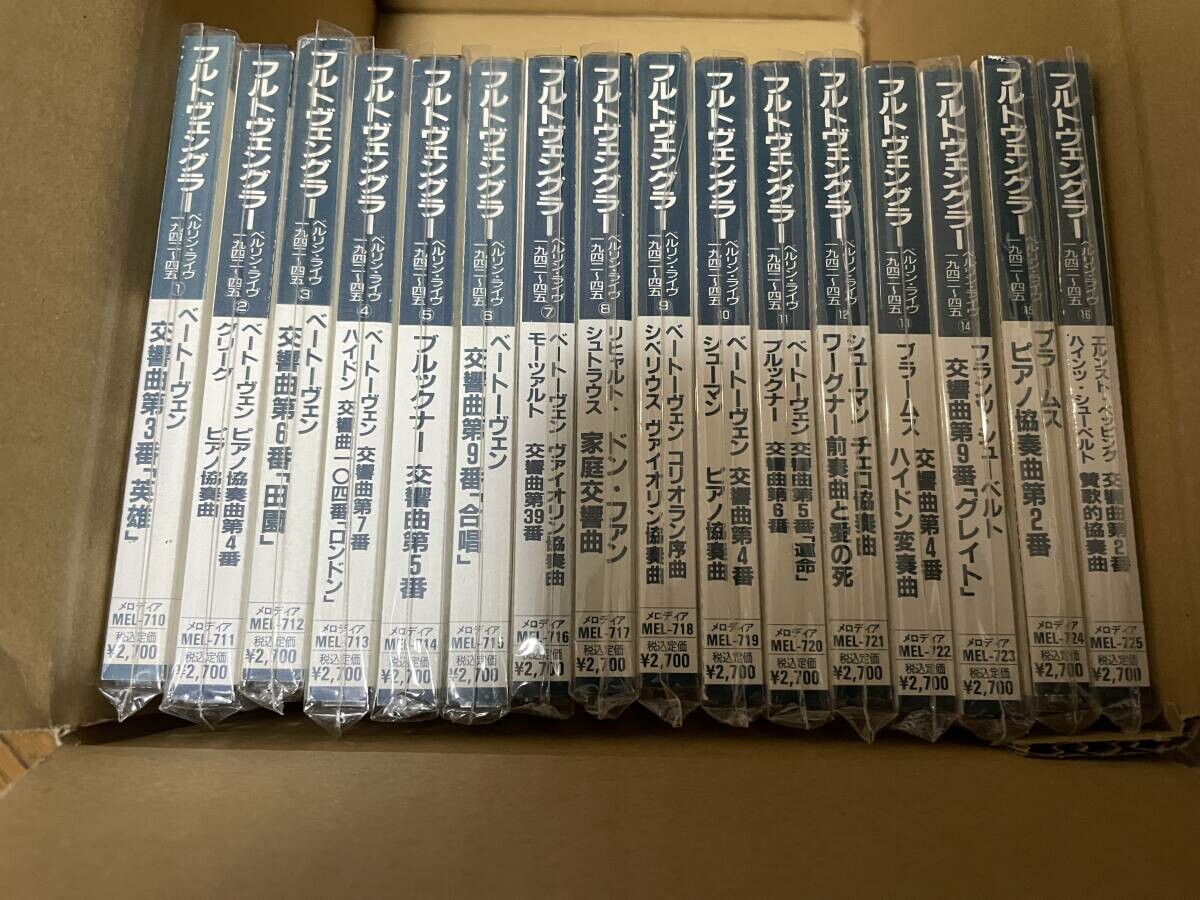 フルトヴェングラー
ベルリン・ライヴ
一九四二〜四五
①
ベートーヴェン
交響曲第3番「英雄」
メロディア
MEL-710
税込定価
¥2,700
フルトヴェングラー
ベルリン・ライヴ
一九四二〜四五
②
ベートーヴェン ピアノ協奏曲第4番
グリーグ ピアノ協奏曲
メロディア
MEL-711
税込定価
¥2,700
フルトヴェングラー
ベルリン・ライヴ
一九四二〜四五
③
ベートーヴェン
交響曲第6番「田園」
メロディア
MEL-712
税込定価
¥2,700
フルトヴェングラー
ベルリン・ライヴ
一九四二〜四五
④
ベートーヴェン 交響曲第7番
ハイドン 交響曲一〇四番「ロンドン」
メロディア
MEL-713
税込定価
¥2,700
フルトヴェングラー
ベルリン・ライヴ
一九四二〜四五
⑤
ブルックナー 交響曲第5番
メロディア
MEL-714
税込定価
¥2,700
フルトヴェングラー
ベルリン・ライヴ
一九四二〜四五
⑥
ベートーヴェン
交響曲第9番「合唱」
メロディア
MEL-715
税込定価
¥2,700
フルトヴェングラー
ベルリン・ライヴ
一九四二〜四五
⑦
ベートーヴェン ヴァイオリン協奏曲
モーツァルト 交響曲第39番
メロディア
MEL-716
税込定価
¥2,700
フルトヴェングラー
ベルリン・ライヴ
一九四二〜四五
⑧
リヒャルト・シュトラウス
ドン・ファン
家庭交響曲
メロディア
MEL-717
税込定価
¥2,700
フルトヴェングラー
ベルリン・ライヴ
一九四二〜四五
⑨
ベートーヴェン コリオラン序曲
シベリウス ヴァイオリン協奏曲
メロディア
MEL-718
税込定価
¥2,700
フルトヴェングラー
ベルリン・ライヴ
一九四二〜四五
⑩
ベートーヴェン 交響曲第4番
シューマン ピアノ協奏曲
メロディア
MEL-719
税込定価
¥2,700
フルトヴェングラー
ベルリン・ライヴ
一九四二〜四五
⑪
ベートーヴェン 交響曲第5番「運命」
ブルックナー 交響曲第6番
メロディア
MEL-720
税込定価
¥2,700
フルトヴェングラー
ベルリン・ライヴ
一九四二〜四五
⑫
シューマン チェロ協奏曲
ワーグナー 前奏曲と愛の死
メロディア
MEL-721
税込定価
¥2,700
フルトヴェングラー
ベルリン・ライヴ
一九四二〜四五
⑬
ブラームス 交響曲第4番
ハイドン変奏曲
メロディア
MEL-722
税込定価
¥2,700
フルトヴェングラー
ベルリン・ライヴ
一九四二〜四五
⑭
フランツ・シューベルト
交響曲第9番「グレイト」
メロディア
MEL-723
税込定価
¥2,700
フルトヴェングラー
ベルリン・ライヴ
一九四二〜四五
⑮
ブラームス
ピアノ協奏曲第2番
メロディア
MEL-724
税込定価
¥2,700
フルトヴェングラー
ベルリン・ライヴ
一九四二〜四五
⑯
エルンスト・ペッピング 交響曲第2番
ハインツ・シューベルト 賛歌的協奏曲
メロディア
MEL-725
税込定価
¥2,700